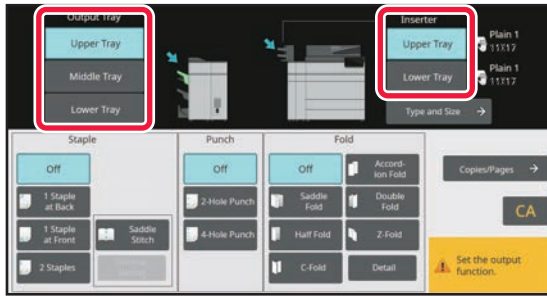 Output Tray
Upper Tray
Middle Tray
Lower Tray
Inserter
Upper Tray
Plain 1
11X17
Lower Tray
Plain 1
11X17
Type and Size
Staple
Off
1 Staple
at Back
1 Staple
at Front
2 Staples
Saddle
Stitch
Punch
Off
2-Hole Punch
4-Hole Punch
Fold
Off
Saddle
Fold
Half Fold
C-Fold
Accord-
ion Fold
Double
Fold
Z-Fold
Detail
Copies/Pages
CA
Set the output
function.